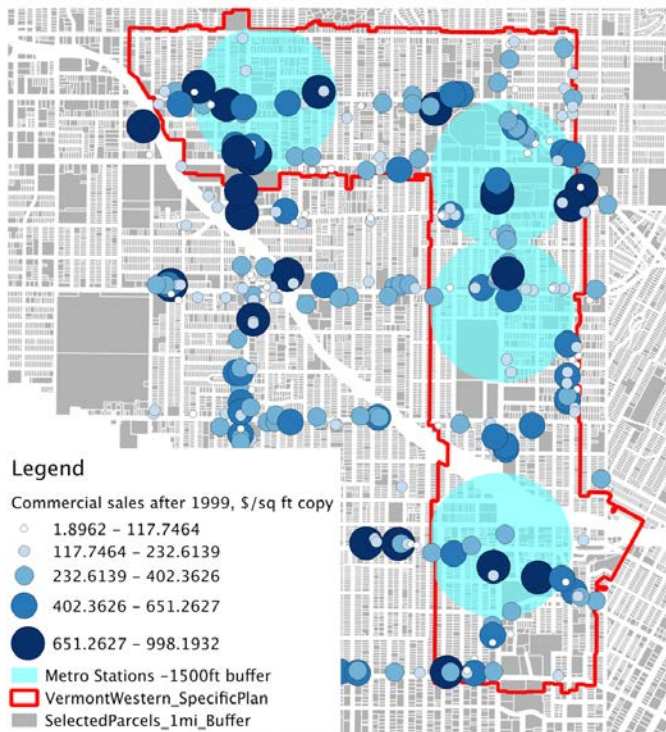 Legend
Commercial sales after 1999, $/sq ft copy
1.8962 - 117.7464
117.7464 - 232.6139
232.6139 - 402.3626
402.3626 - 651.2627
651.2627 - 998.1932
Metro Stations -1500ft buffer
VermontWestern_SpecificPlan
SelectedParcels_1mi_Buffer